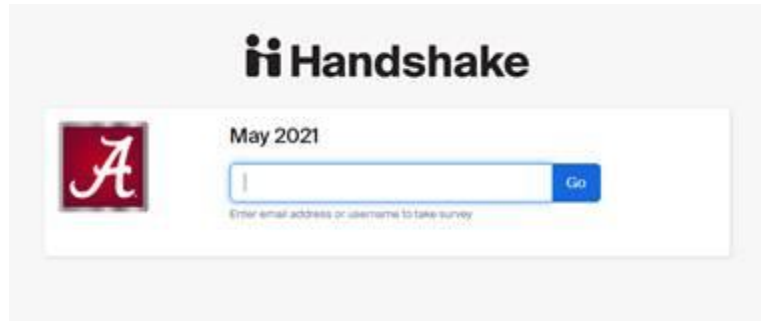 Handshake
A
May 2021
Go
Enter email address or username to take survey